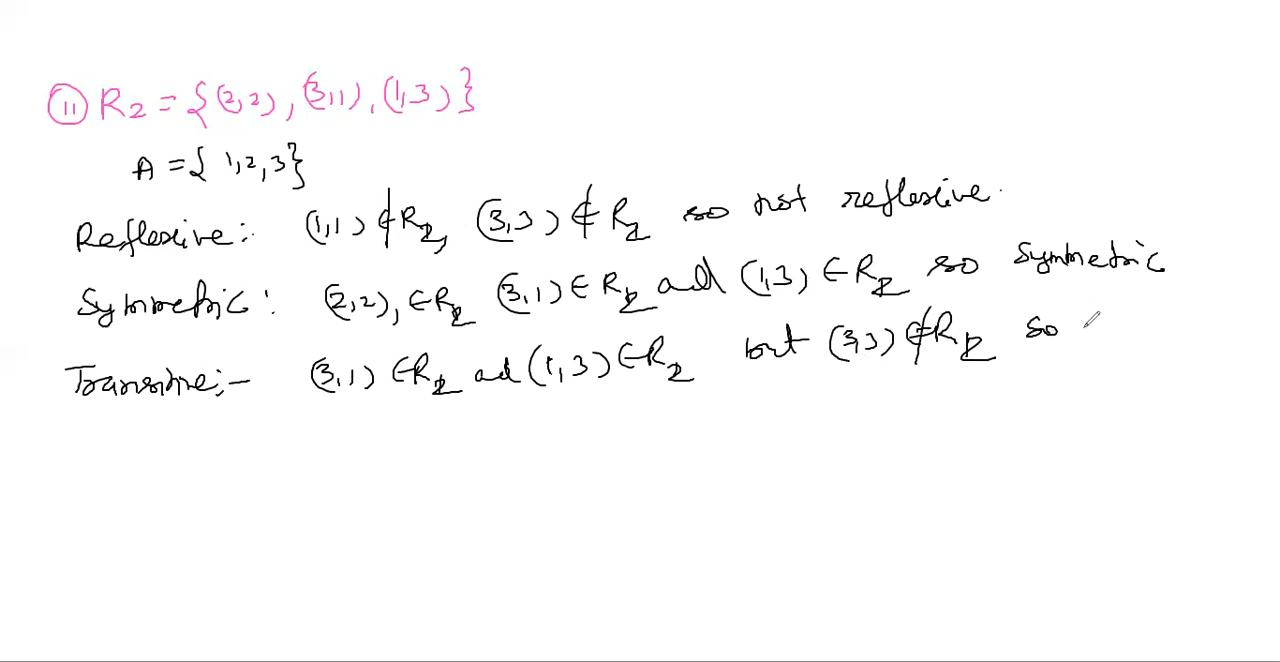 (11) R2 = {(2,2), (3,1), (1,3)}
A = {1,2,3}
Reflexive:- (1,1) ∉ R2, (3,3) ∉ R2 so not reflexive.
Symmetric: (2,2), ∈ R2 (3,1) ∈ R2 and (1,3) ∈ R2 so Symmetric
Transitive:- (3,1) ∈ R2 ad (1,3) ∈ R2 but (3,3) ∉ R2 so